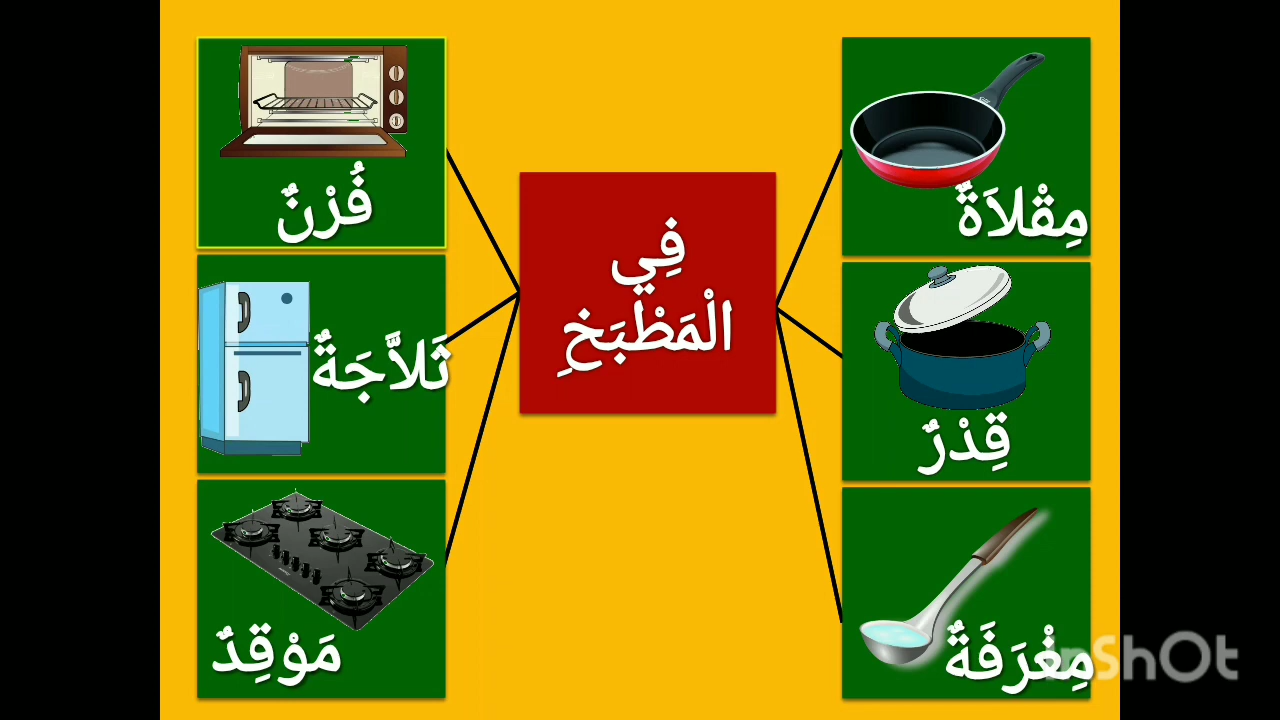 فِي
الْمَطْبَخِ
مِقْلاَةٌ
قِدْرٌ
مِغْرَفَةٌ
فُرْنٌ
ثَلاَّجَةٌ
مَوْقِدٌ
InShOt